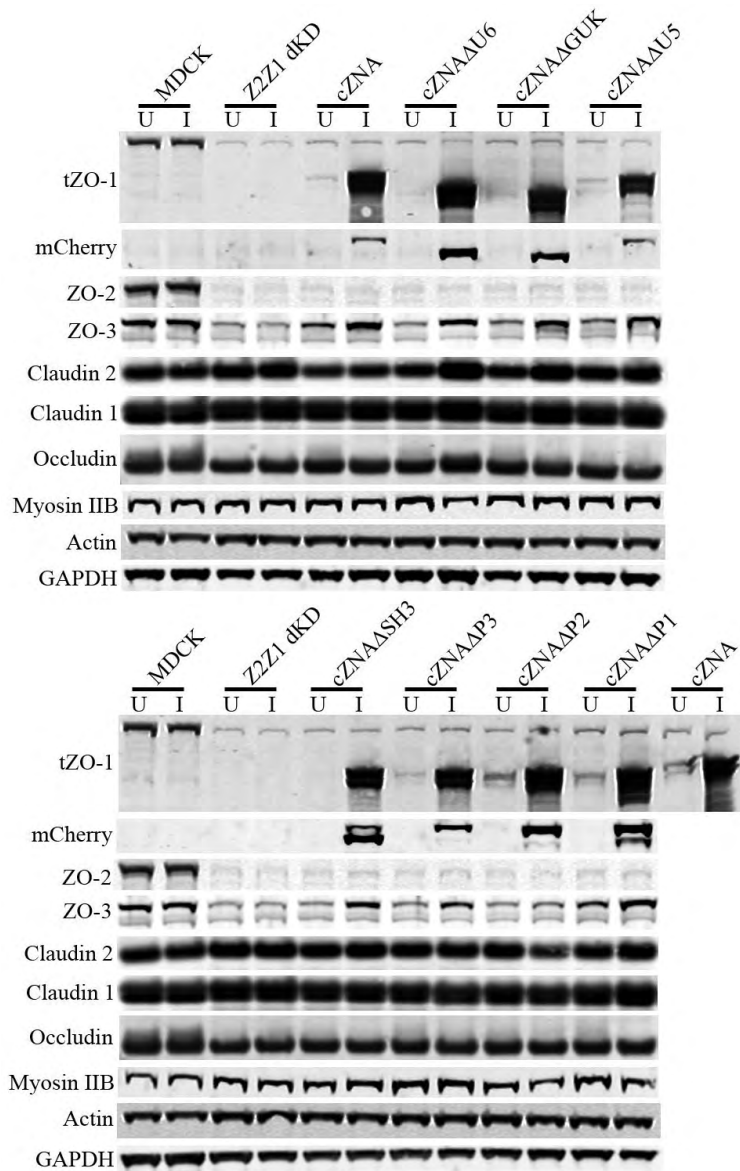 MDCK Z2Z1 dKD cZNA cZNAΔU6 cZNAΔGUK cZNAΔU5
U I U I U I U I U I U I
tZO-1
mCherry
ZO-2
ZO-3
Claudin 2
Claudin 1
Occludin
Myosin IIB
Actin
GAPDH
MDCK Z2Z1 dKD cZNAΔSH3 cZNAΔP3 cZNAΔP2 cZNAΔP1 cZNA
U I U I U I U I U I U I U I
tZO-1
mCherry
ZO-2
ZO-3
Claudin 2
Claudin 1
Occludin
Myosin IIB
Actin
GAPDH